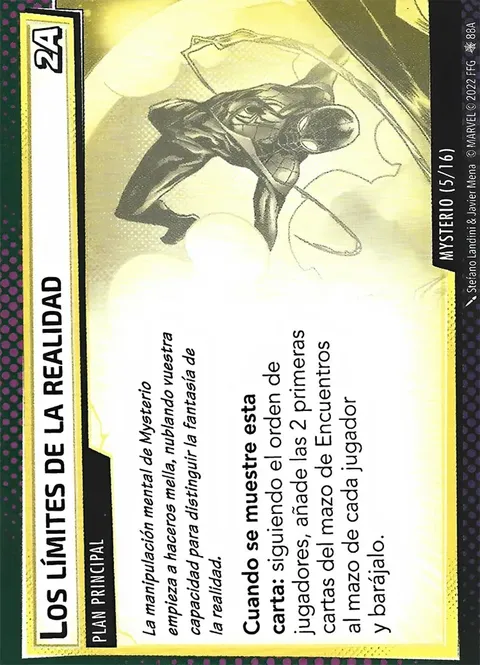 LOS LÍMITES DE LA REALIDAD
2A
PLAN PRINCIPAL
La manipulación mental de Mysterio
empieza a haceros mella, nublando vuestra
capacidad para distinguir la fantasía de
la realidad.
Cuando se muestre esta
carta: siguiendo el orden de
jugadores, añade las 2 primeras
cartas del mazo de Encuentros
al mazo de cada jugador
y barájalo.
MYSTERIO (5/16)
Stefano Landini & Javier Mena © MARVEL © 2022 FFG 88A